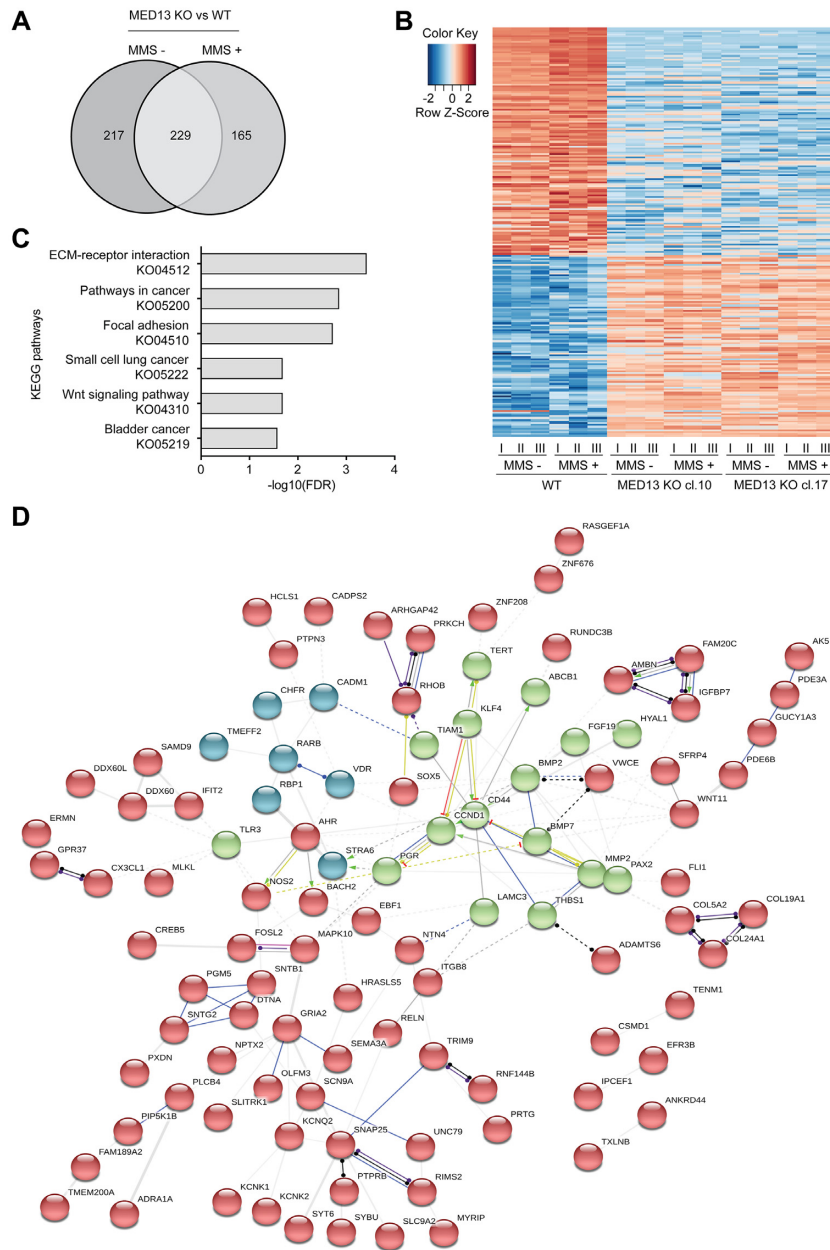 A
MED13 KO vs WT
MMS - MMS +
217 229 165
B
Color Key
-2 0 2
Row Z-Score
I II III I II III I II III I II III I II III I II III
MMS - MMS + MMS - MMS + MMS - MMS +
WT MED13 KO cl.10 MED13 KO cl.17
C
KEGG pathways
ECM-receptor interaction
KO04512
Pathways in cancer
KO05200
Focal adhesion
KO04510
Small cell lung cancer
KO05222
Wnt signaling pathway
KO04310
Bladder cancer
KO05219
0 1 2 3 4
-log10(FDR)
D
RASGEF1A
ZNF676
HCLS1
CADPS2
ARHGAP42
PRKCH
ZNF208
RUNDC3B
PTPN3
TERT
AMBN
FAM20C
AK5
CHFR
CADM1
RHOB
ABCB1
IGFBP7
PDE3A
KLF4
TMEFF2
RARB
TIAM1
FGF19
HYAL1
GUCY1A3
SAMD9
VDR
BMP2
VWCE
SFRP4
PDE6B
DDX60L
DDX60
IFIT2
RBP1
SOX5
CD44
WNT11
ERMN
TLR3
AHR
CCND1
BMP7
GPR37
CX3CL1
MLKL
STRA6
PGR
MMP2
PAX2
FLI1
NOS2
BACH2
EBF1
LAMC3
THBS1
COL5A2
COL19A1
CREB5
FOSL2
MAPK10
NTN4
ADAMTS6
COL24A1
PGM5
SNTB1
HRASLS5
ITGB8
TENM1
SNTG2
DTNA
GRIA2
RELN
CSMD1
PXDN
NPTX2
SEMA3A
TRIM9
EFR3B
PLCB4
OLFM3
SCN9A
RNF144B
IPCEF1
PIP5K1B
SLITRK1
PRTG
ANKRD44
FAM189A2
KCNQ2
SNAP25
UNC79
TXLNB
TMEM200A
ADRA1A
KCNK1
KCNK2
PTPRB
RIMS2
SYT6
SYBU
SLC9A2
MYRIP